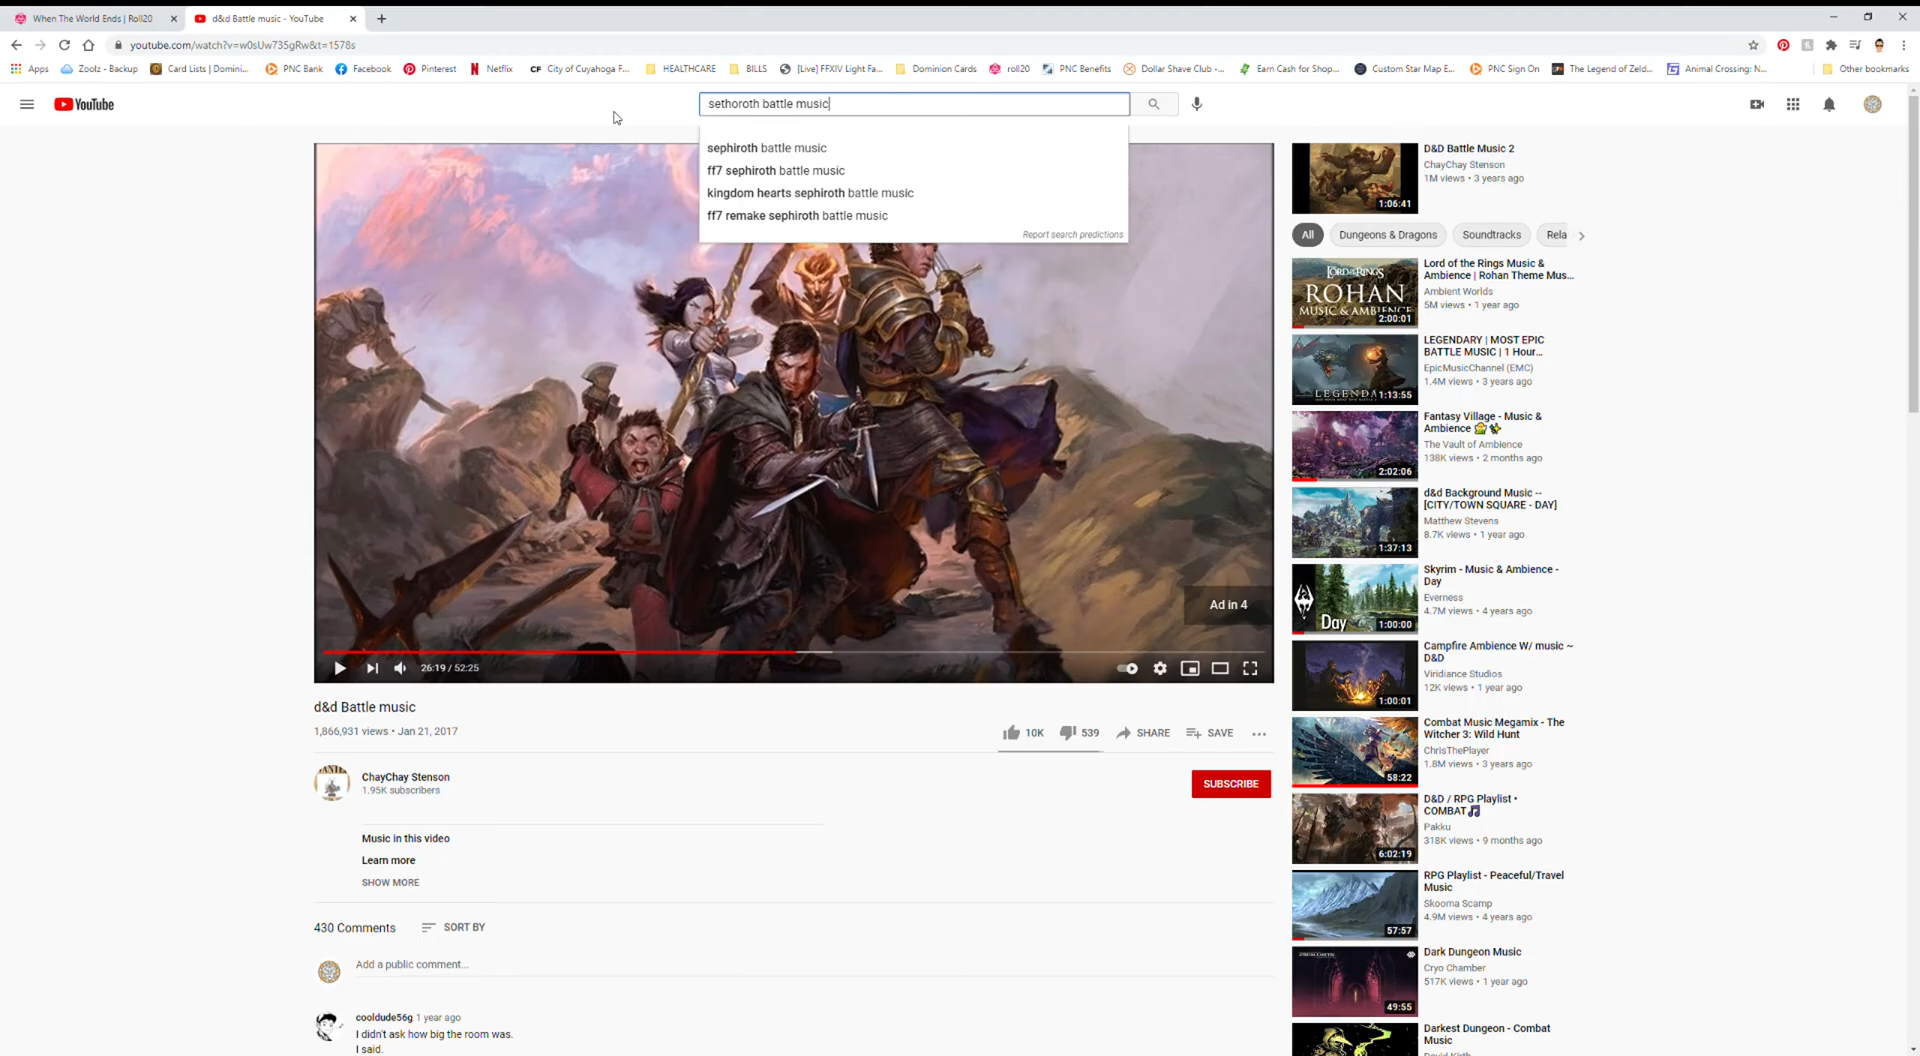 When The World Ends | Roll20
d&d Battle music - YouTube
youtube.com/watch?v=w0sUw735gRw&t=1578s
Apps
Zoolz - Backup
Card Lists | Domini...
PNC Bank
Facebook
Pinterest
Netflix
CF City of Cuyahoga F...
HEALTHCARE
BILLS
[Live] FFXIV Light Fa...
Dominion Cards
roll20
PNC Benefits
Dollar Shave Club -...
Earn Cash for Shop...
Custom Star Map E...
PNC Sign On
The Legend of Zeld...
Animal Crossing: N...
Other bookmarks
YouTube
sethoroth battle music
sephiroth battle music
ff7 sephiroth battle music
kingdom hearts sephiroth battle music
ff7 remake sephiroth battle music
Report search predictions
Ad in 4
26:19 / 52:25
d&d Battle music
1,866,931 views • Jan 21, 2017
10K
539
SHARE
SAVE
ChayChay Stenson
1.95K subscribers
SUBSCRIBE
Music in this video
Learn more
SHOW MORE
430 Comments
SORT BY
Add a public comment...
cooldude56g 1 year ago
I didn't ask how big the room was.
I said.
1:06:41
D&D Battle Music 2
ChayChay Stenson
1M views • 3 years ago
All
Dungeons & Dragons
Soundtracks
Rela
LORD OF THE RINGS
ROHAN
MUSIC & AMBIENCE
2:00:01
Lord of the Rings Music &
Ambience | Rohan Theme Mus...
Ambient Worlds
5M views • 1 year ago
LEGENDA
1:13:55
LEGENDARY | MOST EPIC
BATTLE MUSIC | 1 Hour...
EpicMusicChannel (EMC)
1.4M views • 3 years ago
2:02:06
Fantasy Village - Music &
Ambience
The Vault of Ambience
138K views • 2 months ago
1:37:13
d&d Background Music --
[CITY/TOWN SQUARE - DAY]
Matthew Stevens
8.7K views • 1 year ago
Day
1:00:00
Skyrim - Music & Ambience -
Day
Everness
4.7M views • 4 years ago
1:00:01
Campfire Ambience W/ music ~
D&D
Viridiance Studios
12K views • 1 year ago
58:22
Combat Music Megamix - The
Witcher 3: Wild Hunt
ChrisThePlayer
1.8M views • 3 years ago
6:02:19
D&D / RPG Playlist •
COMBAT🎵
Pakku
318K views • 9 months ago
57:57
RPG Playlist - Peaceful/Travel
Music
Skooma Scamp
4.9M views • 4 years ago
49:55
Dark Dungeon Music
Cryo Chamber
517K views • 1 year ago
Darkest Dungeon - Combat
Music